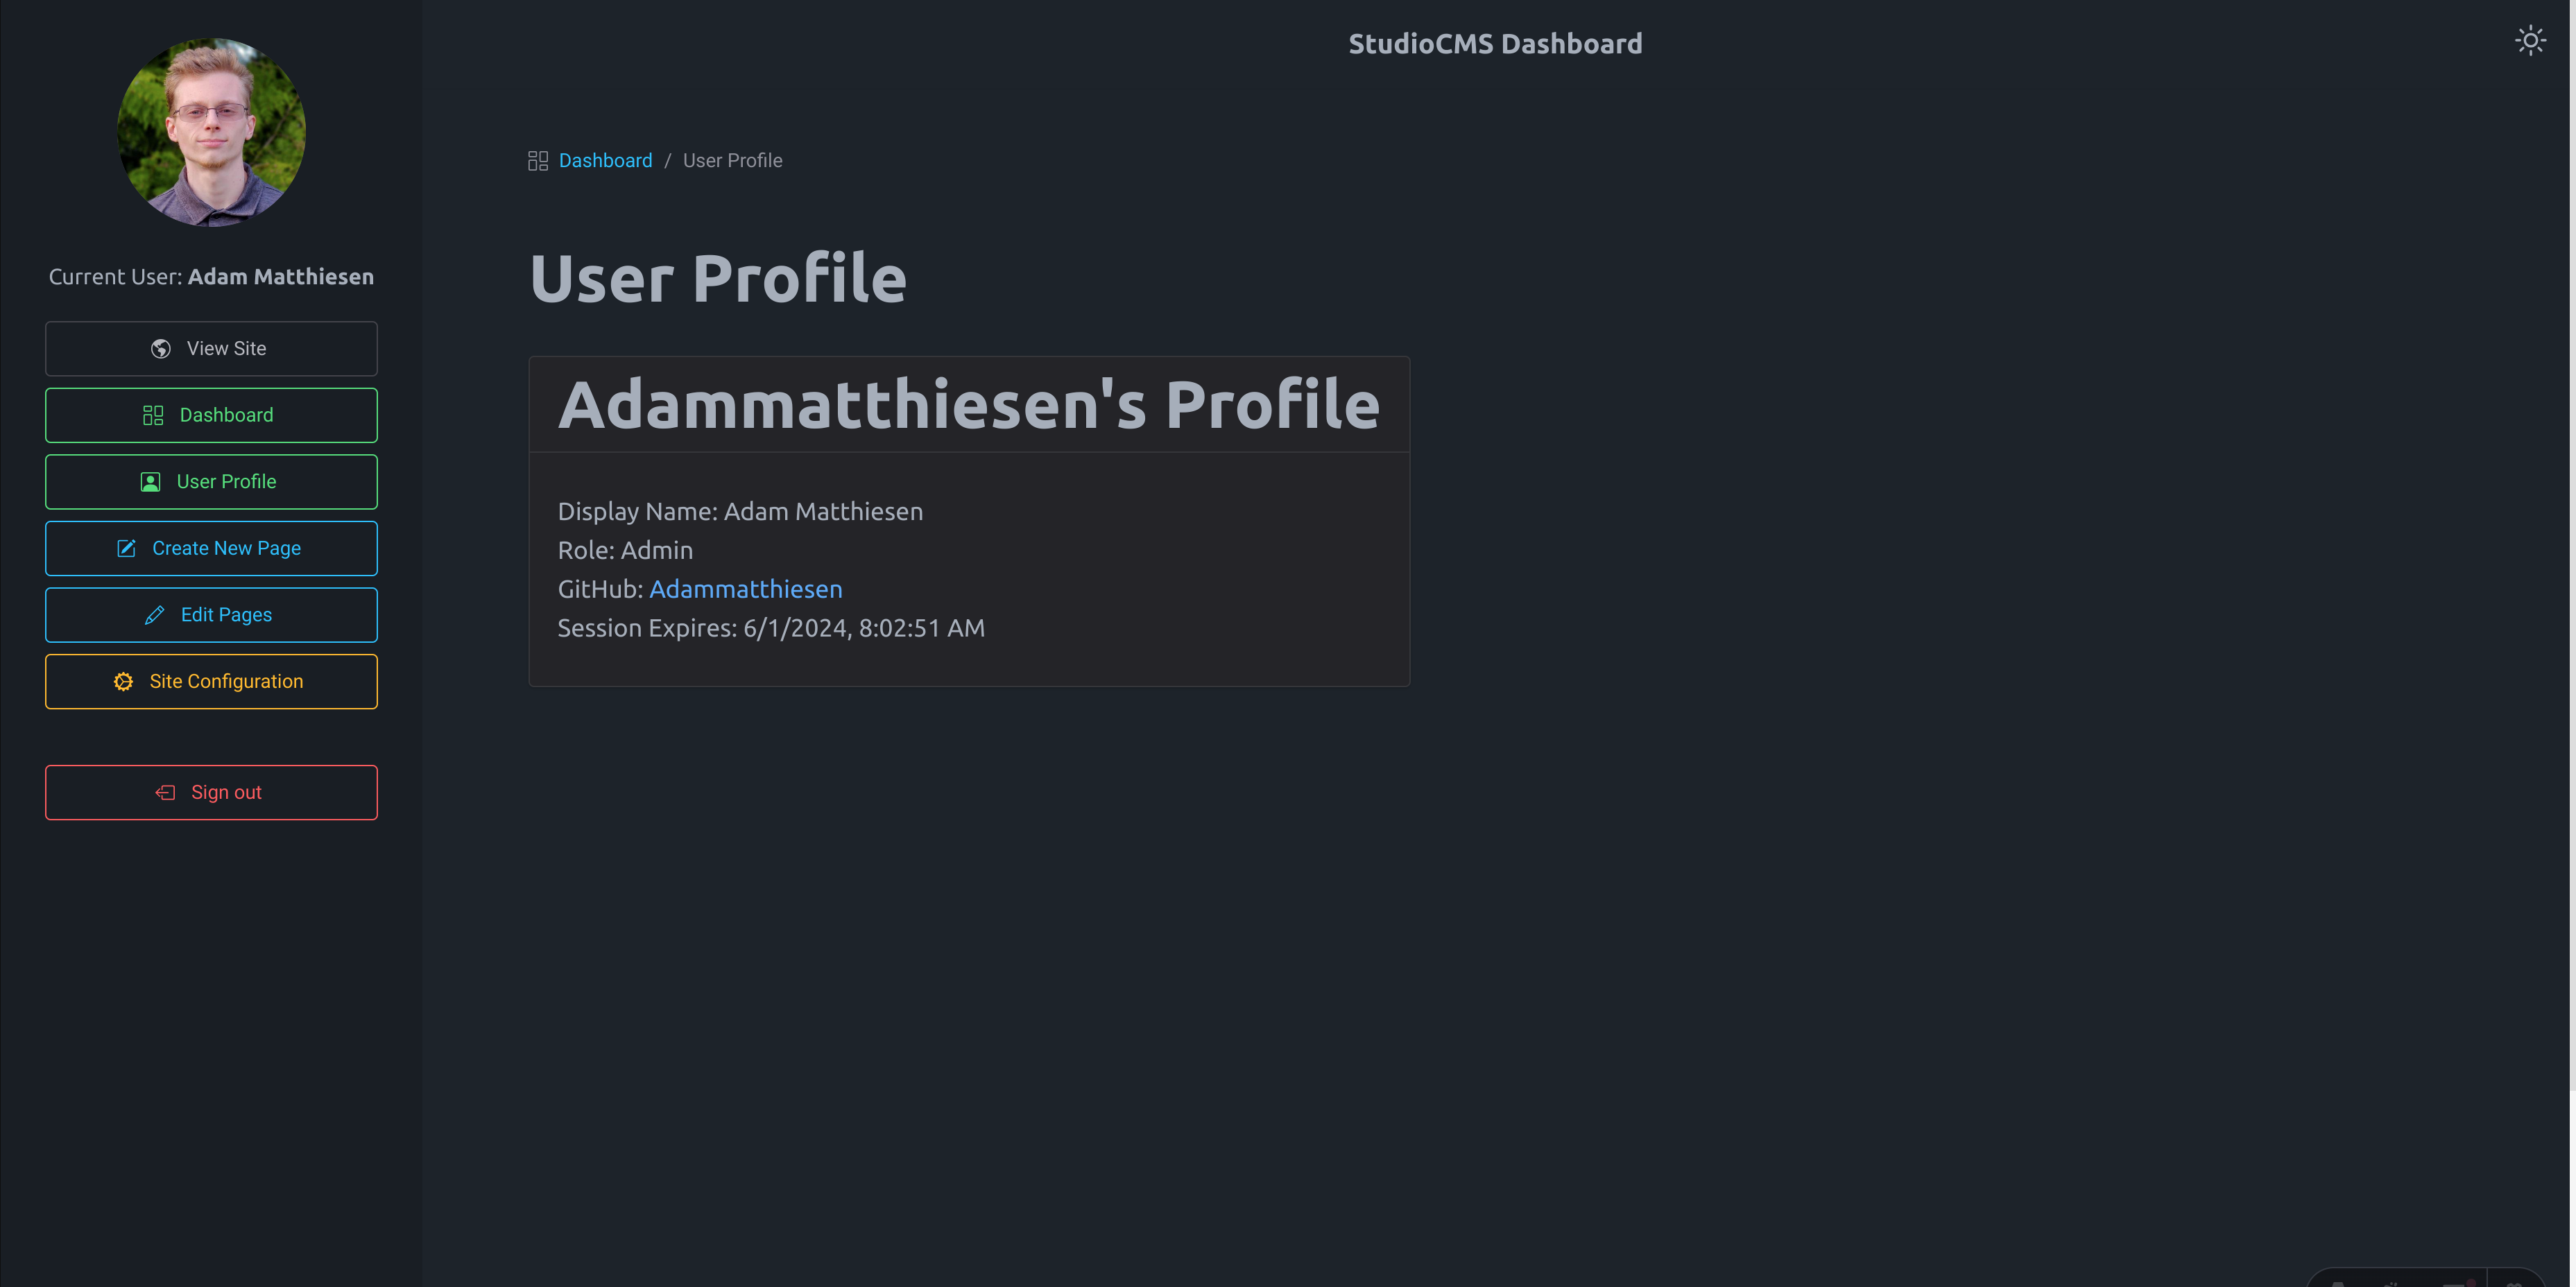 StudioCMS Dashboard
Current User: Adam Matthiesen
View Site
Dashboard
User Profile
Create New Page
Edit Pages
Site Configuration
Sign out
Dashboard / User Profile
User Profile
Adammatthiesen's Profile
Display Name: Adam Matthiesen
Role: Admin
GitHub: Adammatthiesen
Session Expires: 6/1/2024, 8:02:51 AM